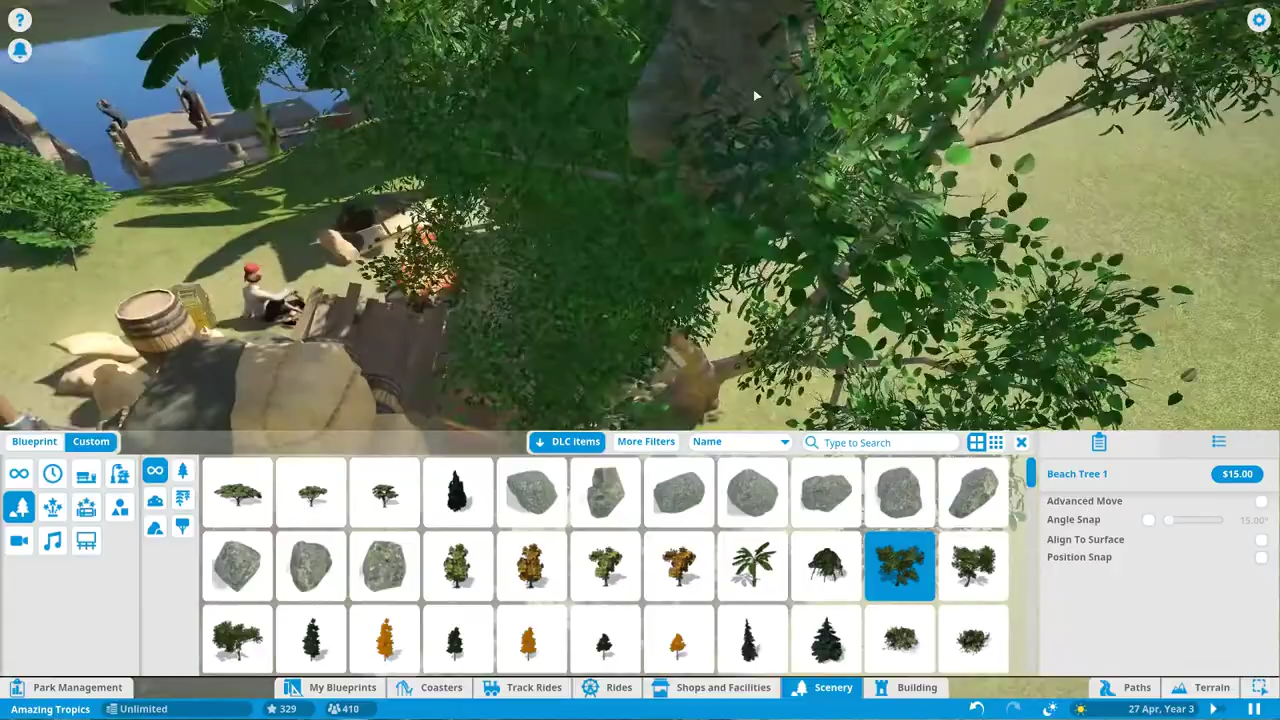 ?
Blueprint Custom DLC Items More Filters Name Type to Search
Beach Tree 1 $15.00
Advanced Move
Angle Snap 15.00°
Align To Surface
Position Snap
Park Management My Blueprints Coasters Track Rides Rides Shops and Facilities Scenery Building Paths Terrain
Amazing Tropics Unlimited 329 410 27 Apr, Year 3